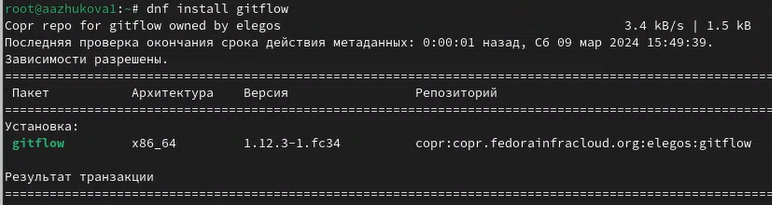 root@aazhukova1:~# dnf install gitflow
Copr repo for gitflow owned by elegos 3.4 kB/s | 1.5 kB
Последняя проверка окончания срока действия метаданных: 0:00:01 назад, Сб 09 мар 2024 15:49:39.
Зависимости разрешены.
================================================================================
Пакет Архитектура Версия Репозиторий
================================================================================
Установка:
gitflow x86_64 1.12.3-1.fc34 copr:copr.fedorainfracloud.org:elegos:gitflow
Результат транзакции
================================================================================